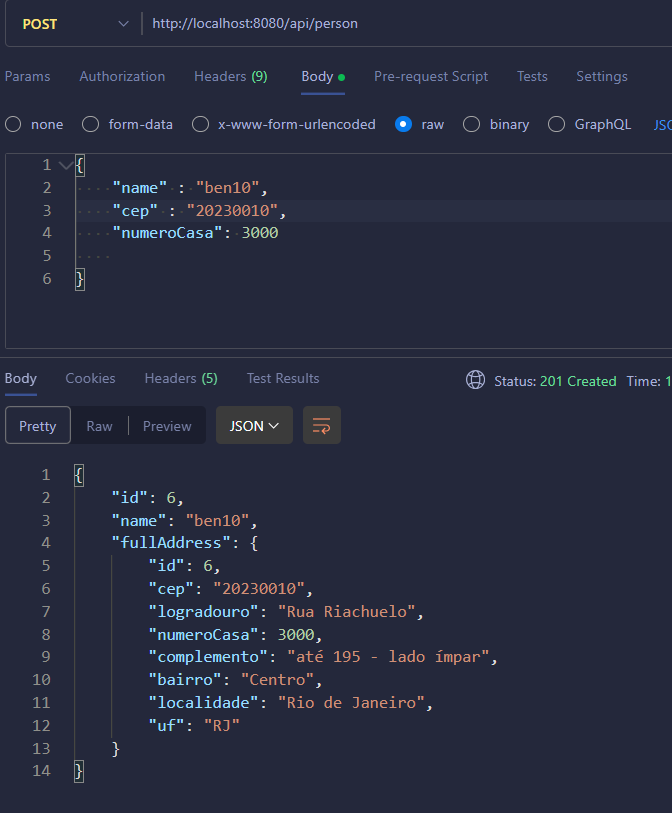 POST http://localhost:8080/api/person
Params Authorization Headers (9) Body Pre-request Script Tests Settings
none form-data x-www-form-urlencoded raw binary GraphQL JSO
1 {
2 "name" : "ben10",
3 "cep" : "20230010",
4 "numeroCasa": 3000
5
6 }
Body Cookies Headers (5) Test Results Status: 201 Created Time: 1
Pretty Raw Preview JSON
1 {
2 "id": 6,
3 "name": "ben10",
4 "fullAddress": {
5 "id": 6,
6 "cep": "20230010",
7 "logradouro": "Rua Riachuelo",
8 "numeroCasa": 3000,
9 "complemento": "até 195 - lado ímpar",
10 "bairro": "Centro",
11 "localidade": "Rio de Janeiro",
12 "uf": "RJ"
13 }
14 }